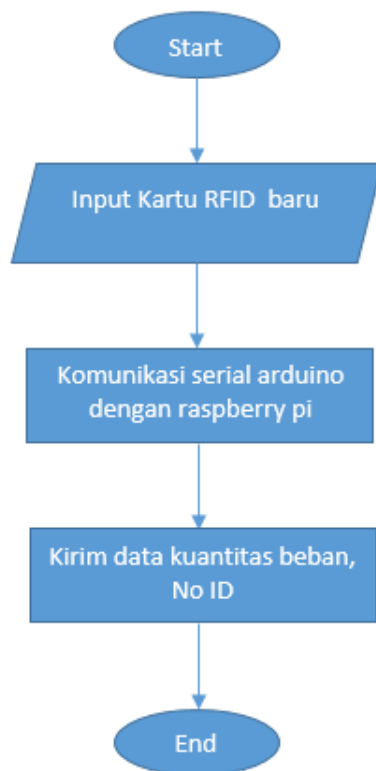 Start
Input Kartu RFID baru
Komunikasi serial arduino
dengan raspberry pi
Kirim data kuantitas beban,
No ID
End